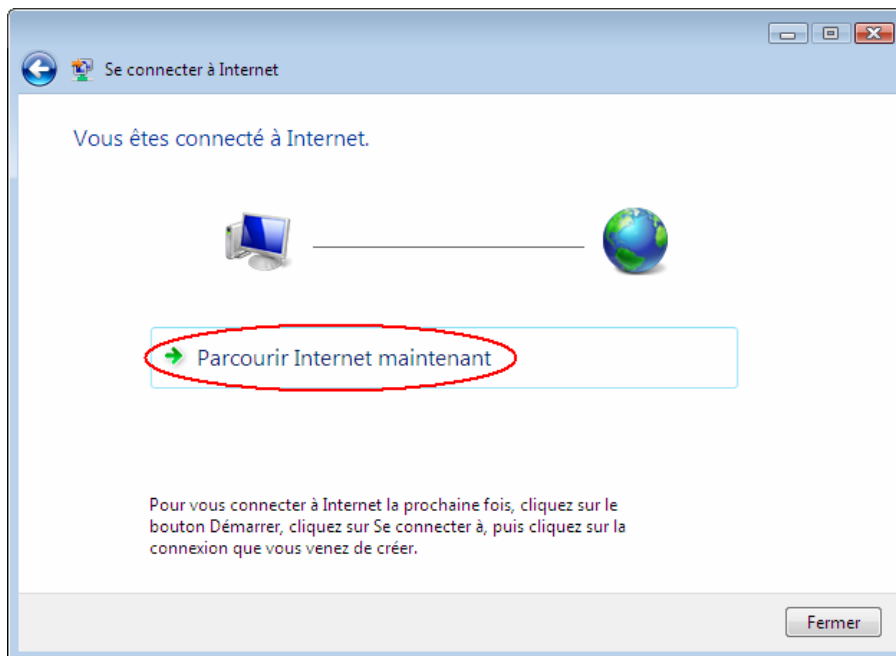 Se connecter à Internet
Vous êtes connecté à Internet.
Parcourir Internet maintenant
Pour vous connecter à Internet la prochaine fois, cliquez sur le
bouton Démarrer, cliquez sur Se connecter à, puis cliquez sur la
connexion que vous venez de créer.
Fermer